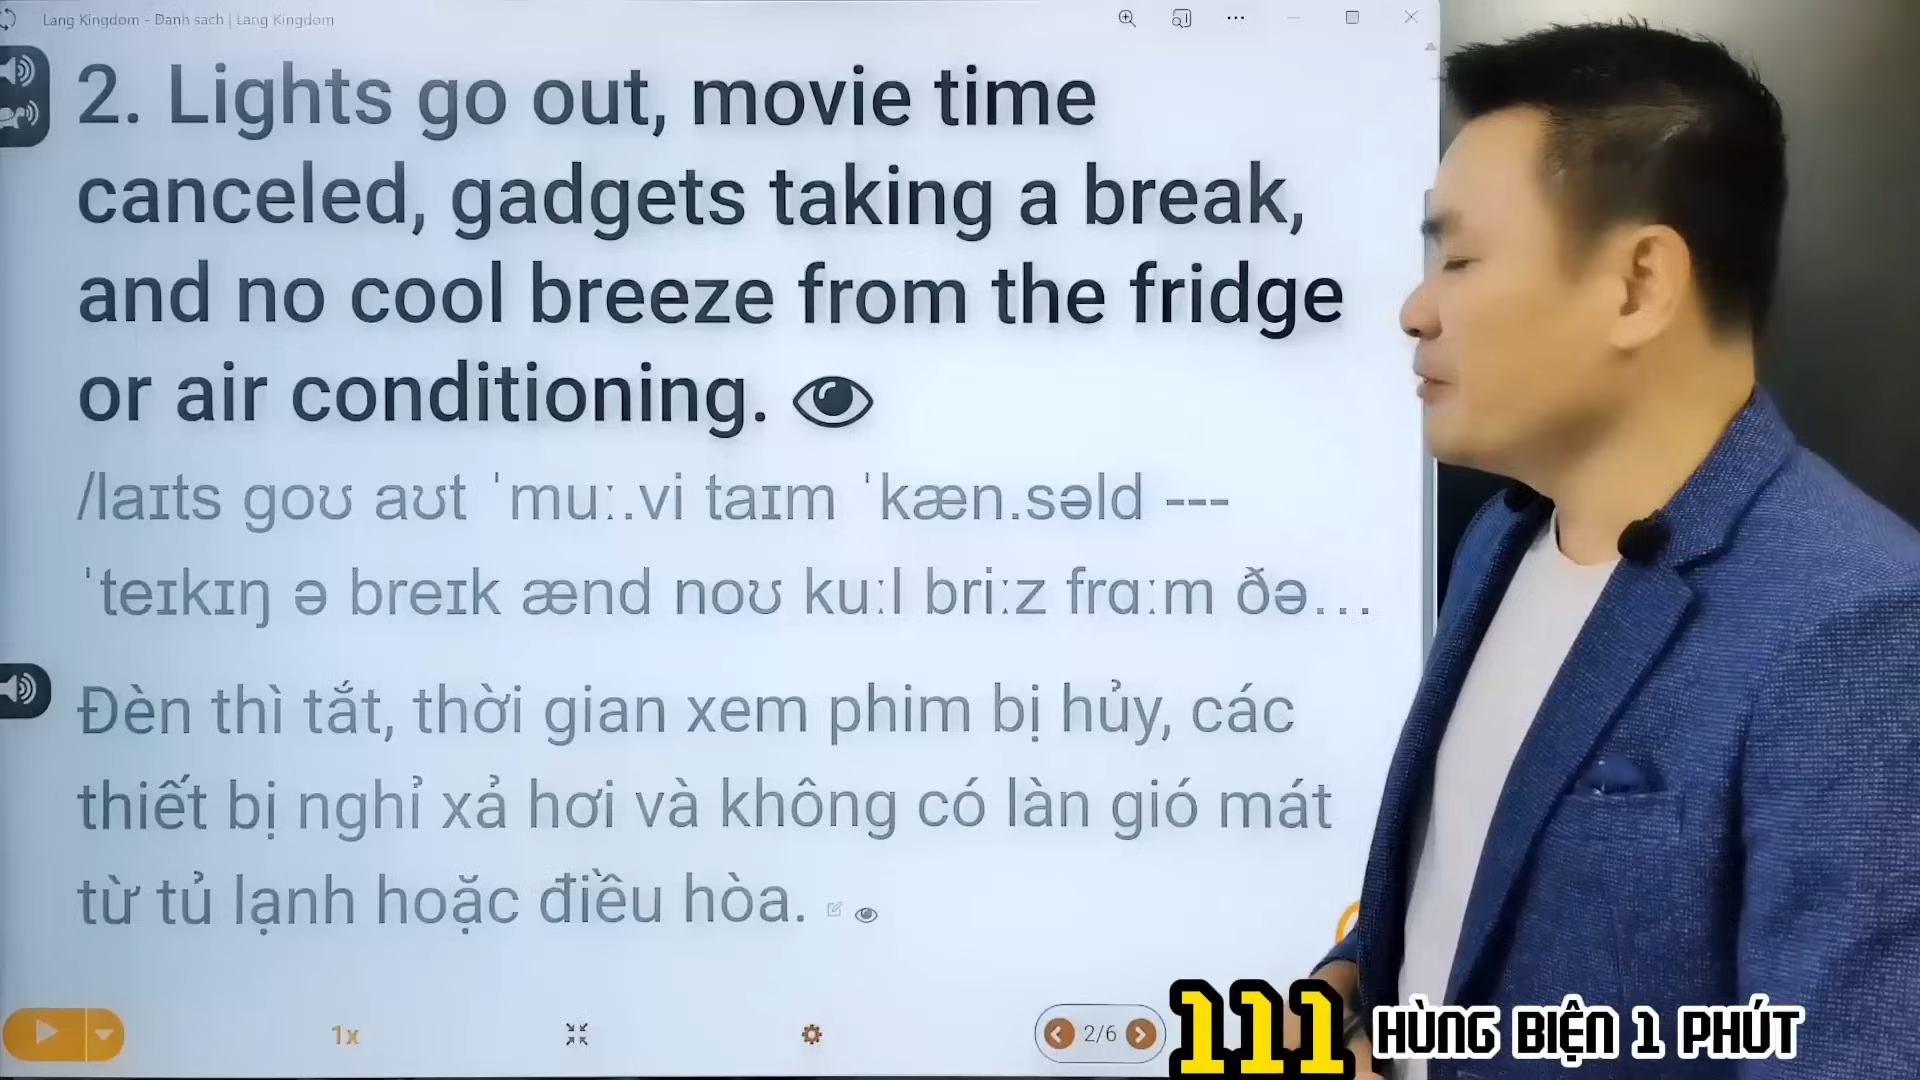 Lang Kingdom - Danh sach | Lang Kingdom
2. Lights go out, movie time
canceled, gadgets taking a break,
and no cool breeze from the fridge
or air conditioning.
/laɪts goʊ aʊt ˈmuː.vi taɪm ˈkæn.səld ---
ˈteɪkɪŋ ə breɪk ænd noʊ kuːl briːz frɑːm ðə...
Đèn thì tắt, thời gian xem phim bị hủy, các
thiết bị nghỉ xả hơi và không có làn gió mát
từ tủ lạnh hoặc điều hòa.
1x
2/6
111 HÙNG BIỆN 1 PHÚT